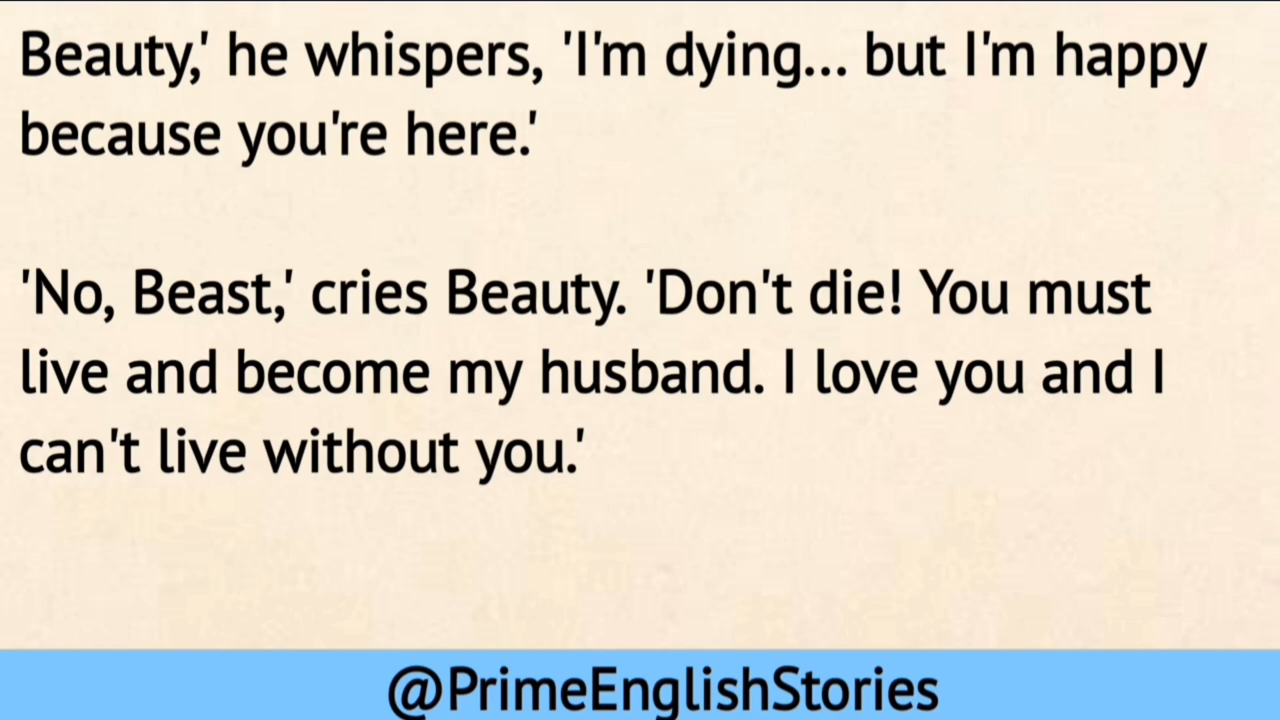 Beauty,' he whispers, 'I'm dying... but I'm happy
because you're here.'
'No, Beast,' cries Beauty. 'Don't die! You must
live and become my husband. I love you and I
can't live without you.'
@PrimeEnglishStories